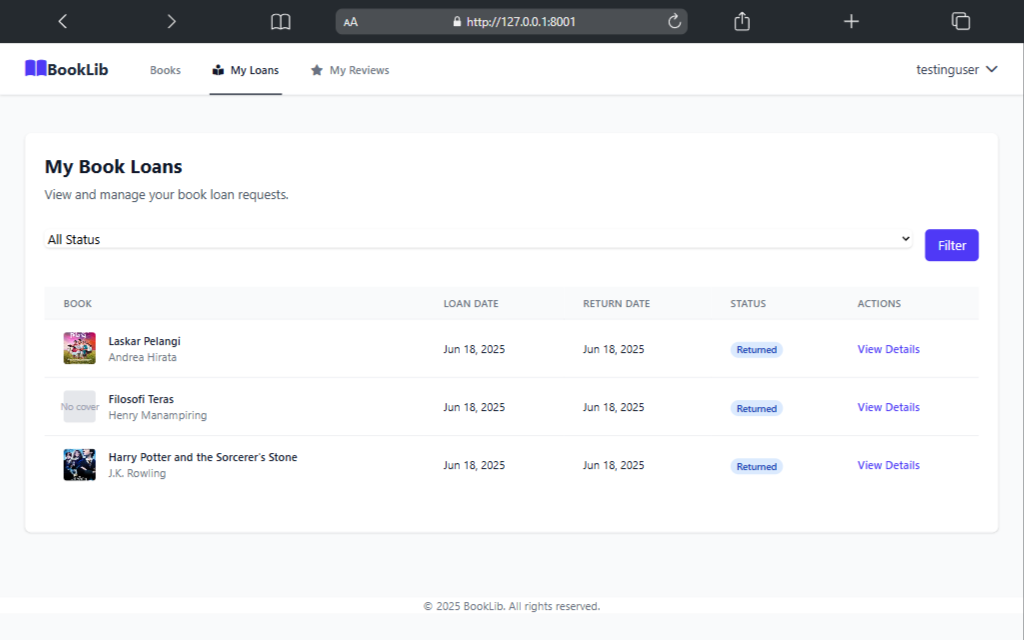 AA http://127.0.0.1:8001
BookLib Books My Loans My Reviews testinguser
My Book Loans
View and manage your book loan requests.
All Status
Filter
BOOK LOAN DATE RETURN DATE STATUS ACTIONS
Laskar Pelangi
Andrea Hirata
Jun 18, 2025 Jun 18, 2025 Returned View Details
No cover
Filosofi Teras
Henry Manampiring
Jun 18, 2025 Jun 18, 2025 Returned View Details
Harry Potter and the Sorcerer's Stone
J.K. Rowling
Jun 18, 2025 Jun 18, 2025 Returned View Details
© 2025 BookLib. All rights reserved.